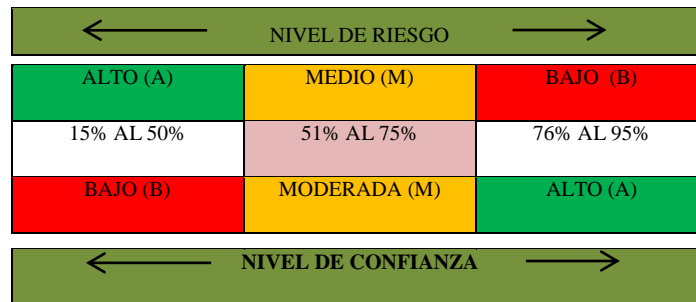 NIVEL DE RIESGO
ALTO (A) MEDIO (M) BAJO (B)
15% AL 50% 51% AL 75% 76% AL 95%
BAJO (B) MODERADA (M) ALTO (A)
NIVEL DE CONFIANZA